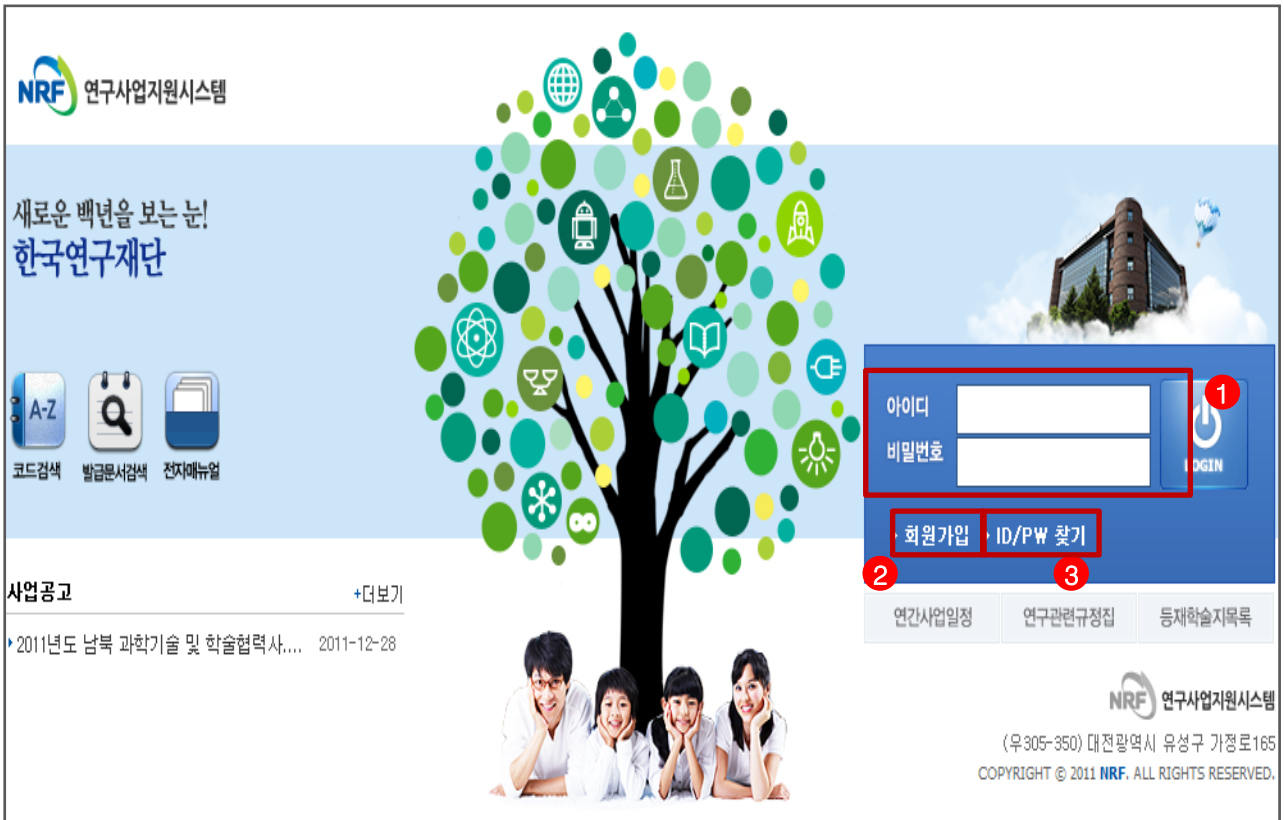 NRF 연구사업지원시스템
새로운 백년을 보는 눈!
한국연구재단
A-Z
코드검색 발급문서검색 전자매뉴얼
아이디
비밀번호
LOGIN
1
회원가입 ID/PW 찾기
2 3
사업공고 +더보기
2011년도 남북 과학기술 및 학술협력사.... 2011-12-28
연간사업일정 연구관련규정집 등재학술지목록
NRF 연구사업지원시스템
(우305-350) 대전광역시 유성구 가정로165
COPYRIGHT © 2011 NRF. ALL RIGHTS RESERVED.